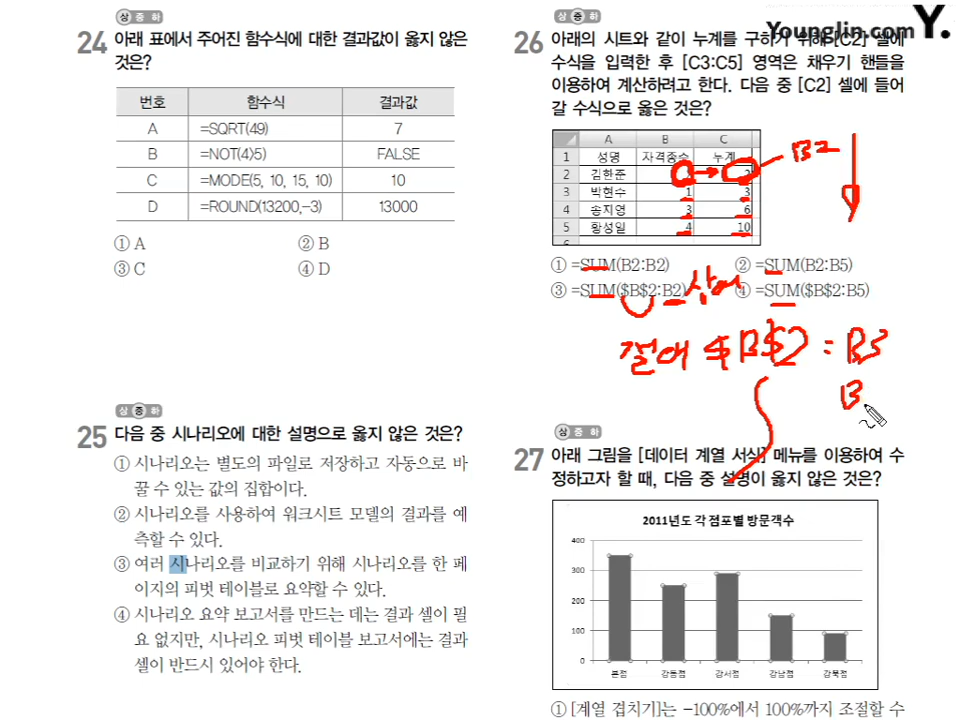 Younglin.com
Y.
상 중 하
24 아래 표에서 주어진 함수식에 대한 결과값이 옳지 않은
것은?
번호 함수식 결과값
A =SQRT(49) 7
B =NOT(4>5) FALSE
C =MODE(5, 10, 15, 10) 10
D =ROUND(13200,-3) 13000
① A ② B
③ C ④ D
상 중 하
25 다음 중 시나리오에 대한 설명으로 옳지 않은 것은?
① 시나리오는 별도의 파일로 저장하고 자동으로 바
꿀 수 있는 값의 집합이다.
② 시나리오를 사용하여 워크시트 모델의 결과를 예
측할 수 있다.
③ 여러 시나리오를 비교하기 위해 시나리오를 한 페
이지의 피벗 테이블로 요약할 수 있다.
④ 시나리오 요약 보고서를 만드는 데는 결과 셀이 필
요 없지만, 시나리오 피벗 테이블 보고서에는 결과
셀이 반드시 있어야 한다.
상 중 하
26 아래의 시트와 같이 누계를 구하기 위해 [C2] 셀에
수식을 입력한 후 [C3:C5] 영역은 채우기 핸들을
이용하여 계산하려고 한다. 다음 중 [C2] 셀에 들어
갈 수식으로 옳은 것은?
A B C
1 성명 자격증수 누계
2 김한준 2
3 박현수 1 3
4 송지영 3 6
5 황성일 4 10
B2
① =SUM(B2:B2) ② =SUM(B2:B5)
③ =SUM($B$2:B2) ④ =SUM($B$2:B5)
상대
절대 $B$2 = B3
B
상 중 하
27 아래 그림을 [데이터 계열 서식] 메뉴를 이용하여 수
정하고자 할 때, 다음 중 설명이 옳지 않은 것은?
2011년도 각 점포별 방문객수
400
300
200
100
0
본점 강동점 강서점 강남점 강북점
① [계열 겹치기]는 -100%에서 100%까지 조절할 수